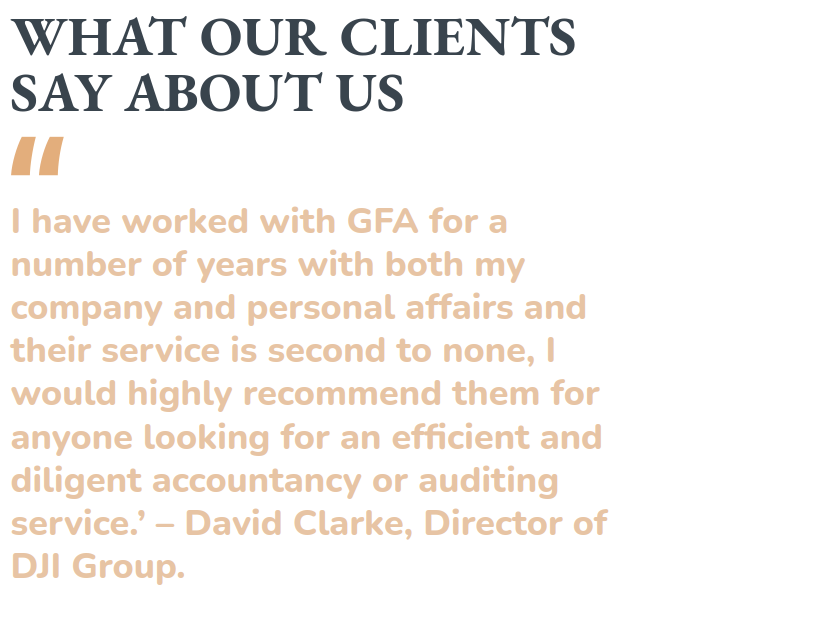 WHAT OUR CLIENTS
SAY ABOUT US
“
I have worked with GFA for a
number of years with both my
company and personal affairs and
their service is second to none, I
would highly recommend them for
anyone looking for an efficient and
diligent accountancy or auditing
service.’ – David Clarke, Director of
DJI Group.